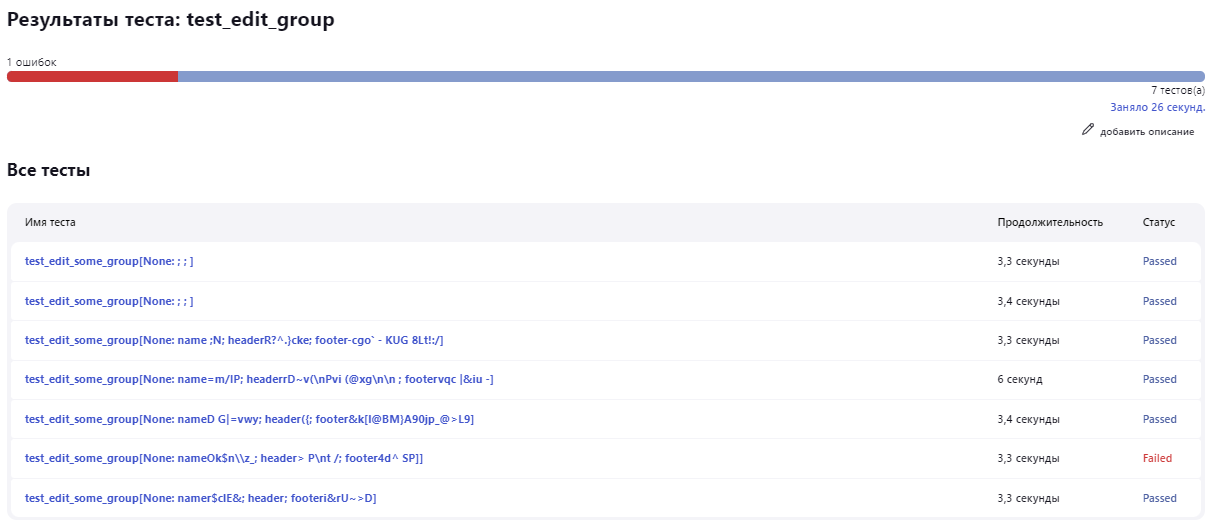 Результаты теста: test_edit_group
1 ошибок
7 тестов(а)
Заняло 26 секунд.
добавить описание
Все тесты
Имя теста Продолжительность Статус
test_edit_some_group[None: ; ; ] 3,3 секунды Passed
test_edit_some_group[None: ; ; ] 3,4 секунды Passed
test_edit_some_group[None: name ;N; headerR?^.}cke; footer-cgo` - KUG 8Lt!:/] 3,3 секунды Passed
test_edit_some_group[None: name=m/IP; headerrD~v(\nPvi (@xg\n\n ; footervqc |&iu -] 6 секунд Passed
test_edit_some_group[None: nameD G|=vwy; header({; footer&k[I@BM}A90jp_@>L9] 3,4 секунды Passed
test_edit_some_group[None: nameOk$n\\z_; header> P\nt /; footer4d^ SP]] 3,3 секунды Failed
test_edit_some_group[None: namer$cIE&; header; footeri&rU~>D] 3,3 секунды Passed